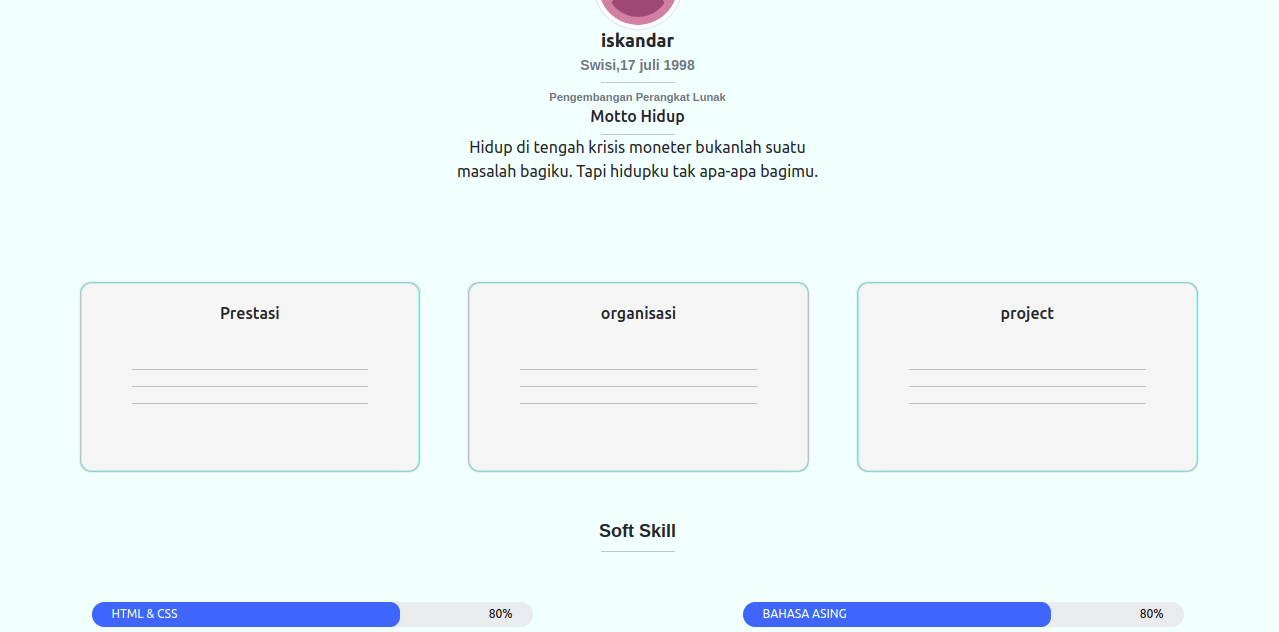 iskandar
Swisi,17 juli 1998
Pengembangan Perangkat Lunak
Motto Hidup
Hidup di tengah krisis moneter bukanlah suatu
masalah bagiku. Tapi hidupku tak apa-apa bagimu.
Prestasi
organisasi
project
Soft Skill
HTML & CSS 80%
BAHASA ASING 80%